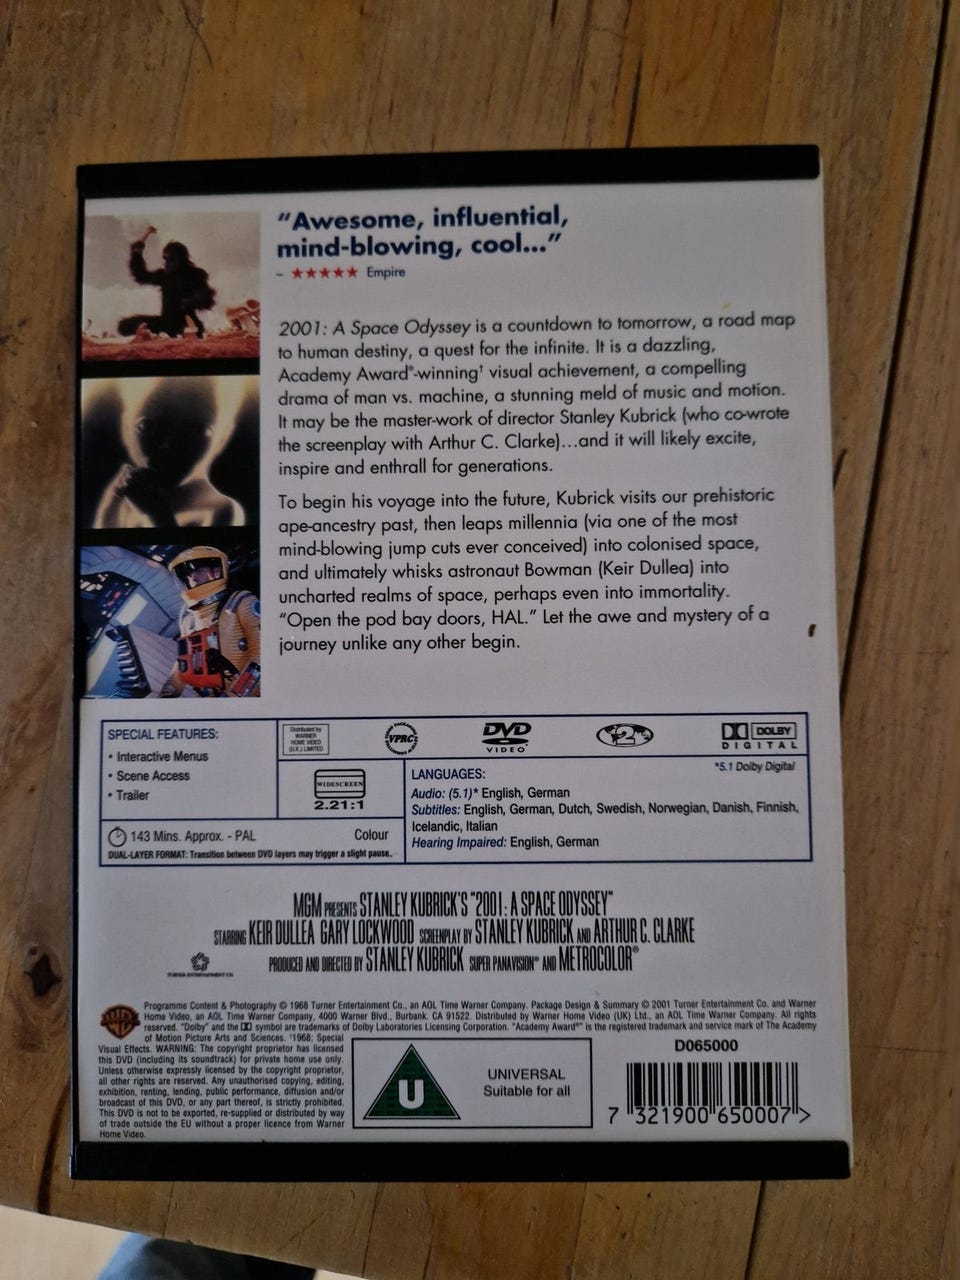 "Awesome, influential,
mind-blowing, cool..."
– ★★★★★ Empire
2001: A Space Odyssey is a countdown to tomorrow, a road map
to human destiny, a quest for the infinite. It is a dazzling,
Academy Award®-winning† visual achievement, a compelling
drama of man vs. machine, a stunning meld of music and motion.
It may be the master-work of director Stanley Kubrick (who co-wrote
the screenplay with Arthur C. Clarke)...and it will likely excite,
inspire and enthrall for generations.
To begin his voyage into the future, Kubrick visits our prehistoric
ape-ancestry past, then leaps millennia (via one of the most
mind-blowing jump cuts ever conceived) into colonised space,
and ultimately whisks astronaut Bowman (Keir Dullea) into
uncharted realms of space, perhaps even into immortality.
"Open the pod bay doors, HAL." Let the awe and mystery of a
journey unlike any other begin.
SPECIAL FEATURES:
• Interactive Menus
• Scene Access
• Trailer
Distributed by
WARNER
HOME VIDEO
(U.K.) LIMITED
VPRC
DVD
VIDEO
2
DOLBY
DIGITAL
*5.1 Dolby Digital
WIDESCREEN
2.21:1
LANGUAGES:
Audio: (5.1)* English, German
Subtitles: English, German, Dutch, Swedish, Norwegian, Danish, Finnish,
Icelandic, Italian
Hearing Impaired: English, German
143 Mins. Approx. - PAL Colour
DUAL-LAYER FORMAT: Transition between DVD layers may trigger a slight pause.
MGM PRESENTS STANLEY KUBRICK'S "2001: A SPACE ODYSSEY"
STARRING KEIR DULLEA GARY LOCKWOOD SCREENPLAY BY STANLEY KUBRICK AND ARTHUR C. CLARKE
PRODUCED AND DIRECTED BY STANLEY KUBRICK SUPER PANAVISION® AND METROCOLOR®
TURNER ENTERTAINMENT CO.
Programme Content & Photography © 1968 Turner Entertainment Co., an AOL Time Warner Company. Package Design & Summary © 2001 Turner Entertainment Co. and Warner
Home Video, an AOL Time Warner Company, 4000 Warner Blvd., Burbank, CA 91522. Distributed by Warner Home Video (UK) Ltd., an AOL Time Warner Company. All rights
reserved. "Dolby" and the DD symbol are trademarks of Dolby Laboratories Licensing Corporation. "Academy Award®" is the registered trademark and service mark of The Academy
of Motion Picture Arts and Sciences. †1968: Special
Visual Effects. WARNING: The copyright proprietor has licensed
this DVD (including its soundtrack) for private home use only.
Unless otherwise expressly licensed by the copyright proprietor,
all other rights are reserved. Any unauthorised copying, editing,
exhibition, renting, lending, public performance, diffusion and/or
broadcast of this DVD, or any part thereof, is strictly prohibited.
This DVD is not to be exported, re-supplied or distributed by way
of trade outside the EU without a proper licence from Warner
Home Video.
U
UNIVERSAL
Suitable for all
D065000
7 321900 650007 >